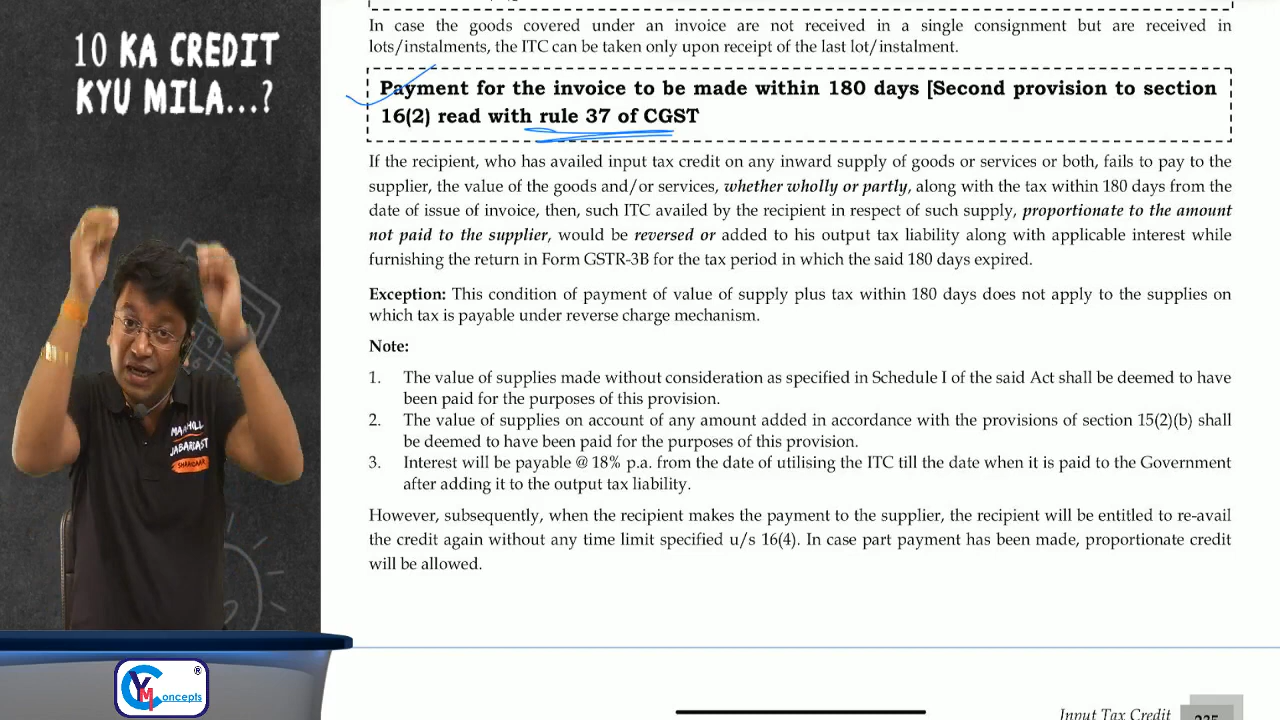 10 KA CREDIT
KYU MILA...?
In case the goods covered under an invoice are not received in a single consignment but are received in
lots/instalments, the ITC can be taken only upon receipt of the last lot/instalment.
Payment for the invoice to be made within 180 days [Second provision to section
16(2) read with rule 37 of CGST
If the recipient, who has availed input tax credit on any inward supply of goods or services or both, fails to pay to the
supplier, the value of the goods and/or services, whether wholly or partly, along with the tax within 180 days from the
date of issue of invoice, then, such ITC availed by the recipient in respect of such supply, proportionate to the amount
not paid to the supplier, would be reversed or added to his output tax liability along with applicable interest while
furnishing the return in Form GSTR-3B for the tax period in which the said 180 days expired.
Exception: This condition of payment of value of supply plus tax within 180 days does not apply to the supplies on
which tax is payable under reverse charge mechanism.
Note:
1. The value of supplies made without consideration as specified in Schedule I of the said Act shall be deemed to have
been paid for the purposes of this provision.
2. The value of supplies on account of any amount added in accordance with the provisions of section 15(2)(b) shall
be deemed to have been paid for the purposes of this provision.
3. Interest will be payable @ 18% p.a. from the date of utilising the ITC till the date when it is paid to the Government
after adding it to the output tax liability.
However, subsequently, when the recipient makes the payment to the supplier, the recipient will be entitled to re-avail
the credit again without any time limit specified u/s 16(4). In case part payment has been made, proportionate credit
will be allowed.
JABARDAST
YM Concepts ®
Input Tax Credit